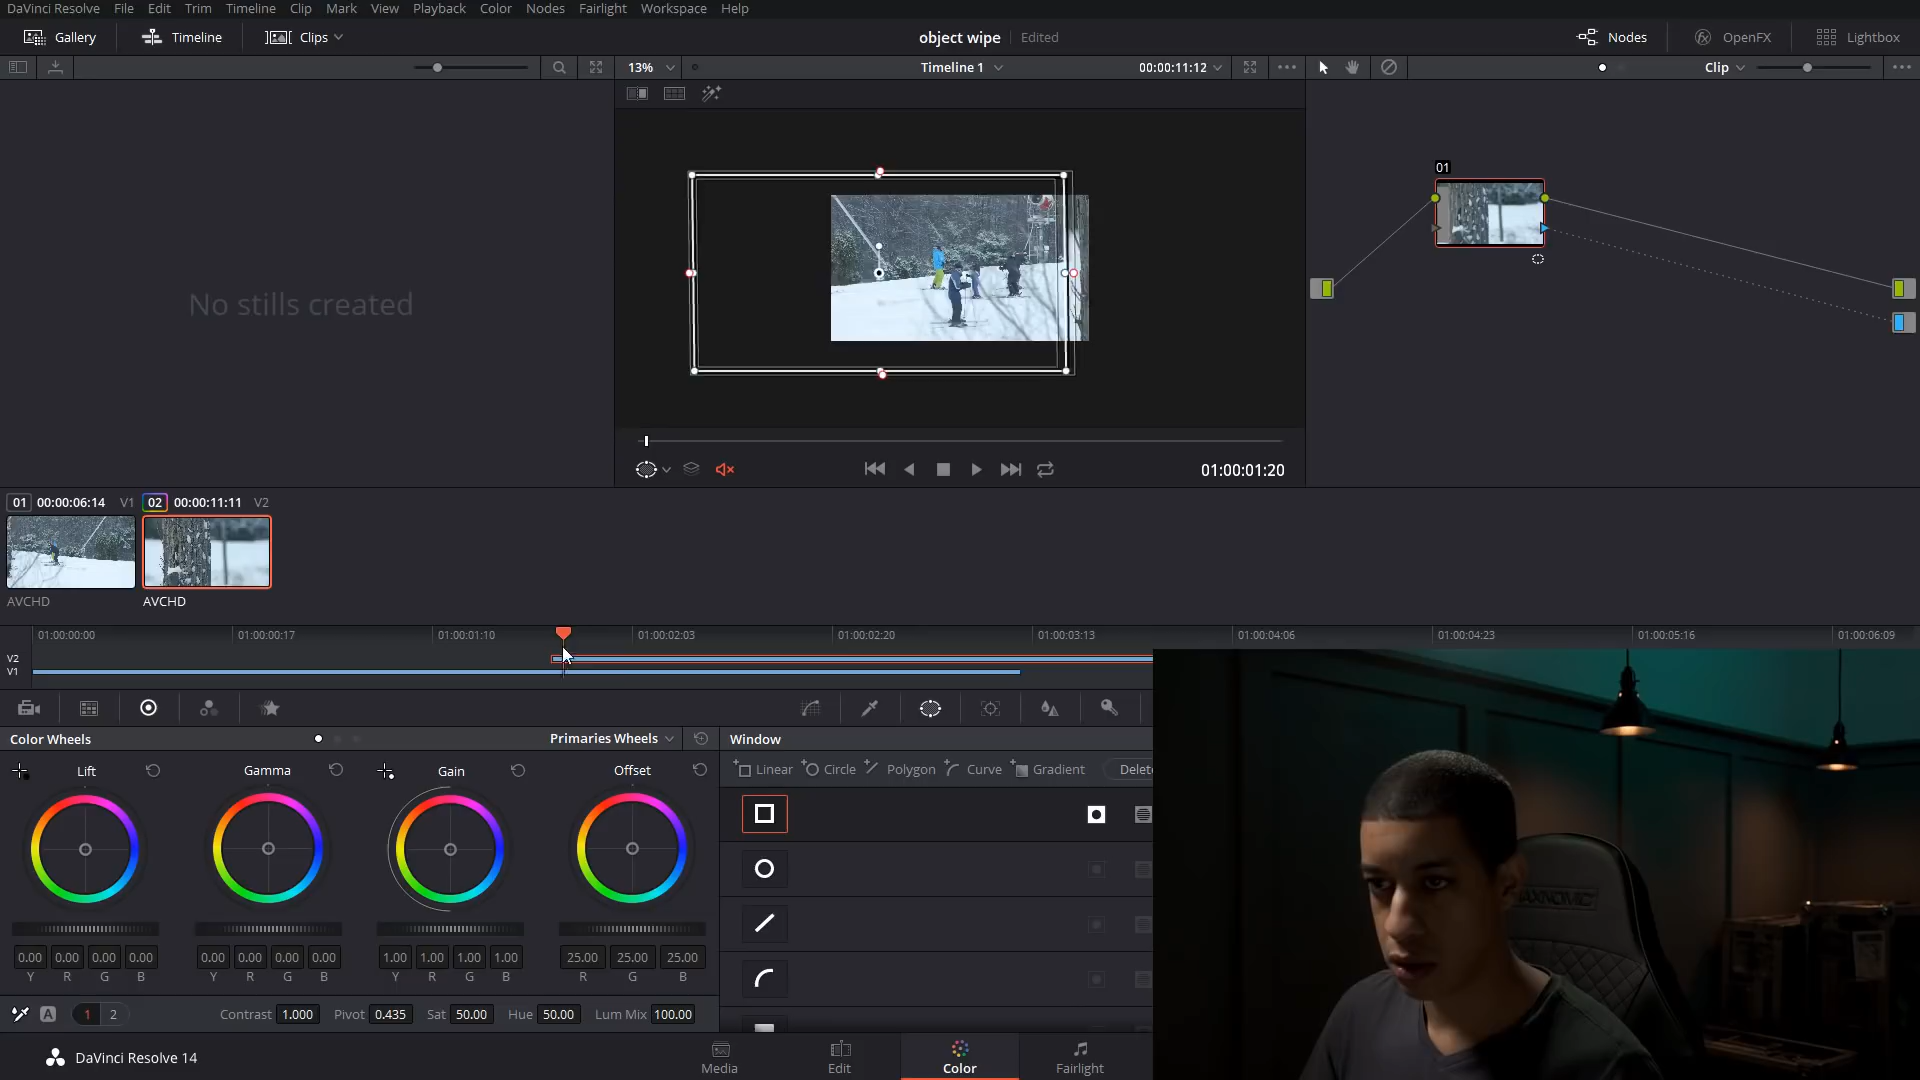 DaVinci Resolve File Edit Trim Timeline Clip Mark View Playback Color Nodes Fairlight Workspace Help
Gallery Timeline Clips object wipe Edited Nodes OpenFX Lightbox
13% Timeline 1 00:00:11:12 Clip
01
No stills created
01:00:01:20
01 00:00:06:14 V1 02 00:00:11:11 V2
AVCHD AVCHD
01:00:00:00 01:00:00:17 01:00:01:10 01:00:02:03 01:00:02:20 01:00:03:13 01:00:04:06 01:00:04:23 01:00:05:16 01:00:06:09
V2
V1
Color Wheels Primaries Wheels Window
Lift Gamma Gain Offset
Linear Circle Polygon Curve Gradient Delet
0.00 0.00 0.00 0.00 0.00 0.00 0.00 0.00 1.00 1.00 1.00 1.00 25.00 25.00 25.00
Y R G B Y R G B Y R G B R G B
A 1 2 Contrast 1.000 Pivot 0.435 Sat 50.00 Hue 50.00 Lum Mix 100.00
DaVinci Resolve 14 Media Edit Color Fairlight